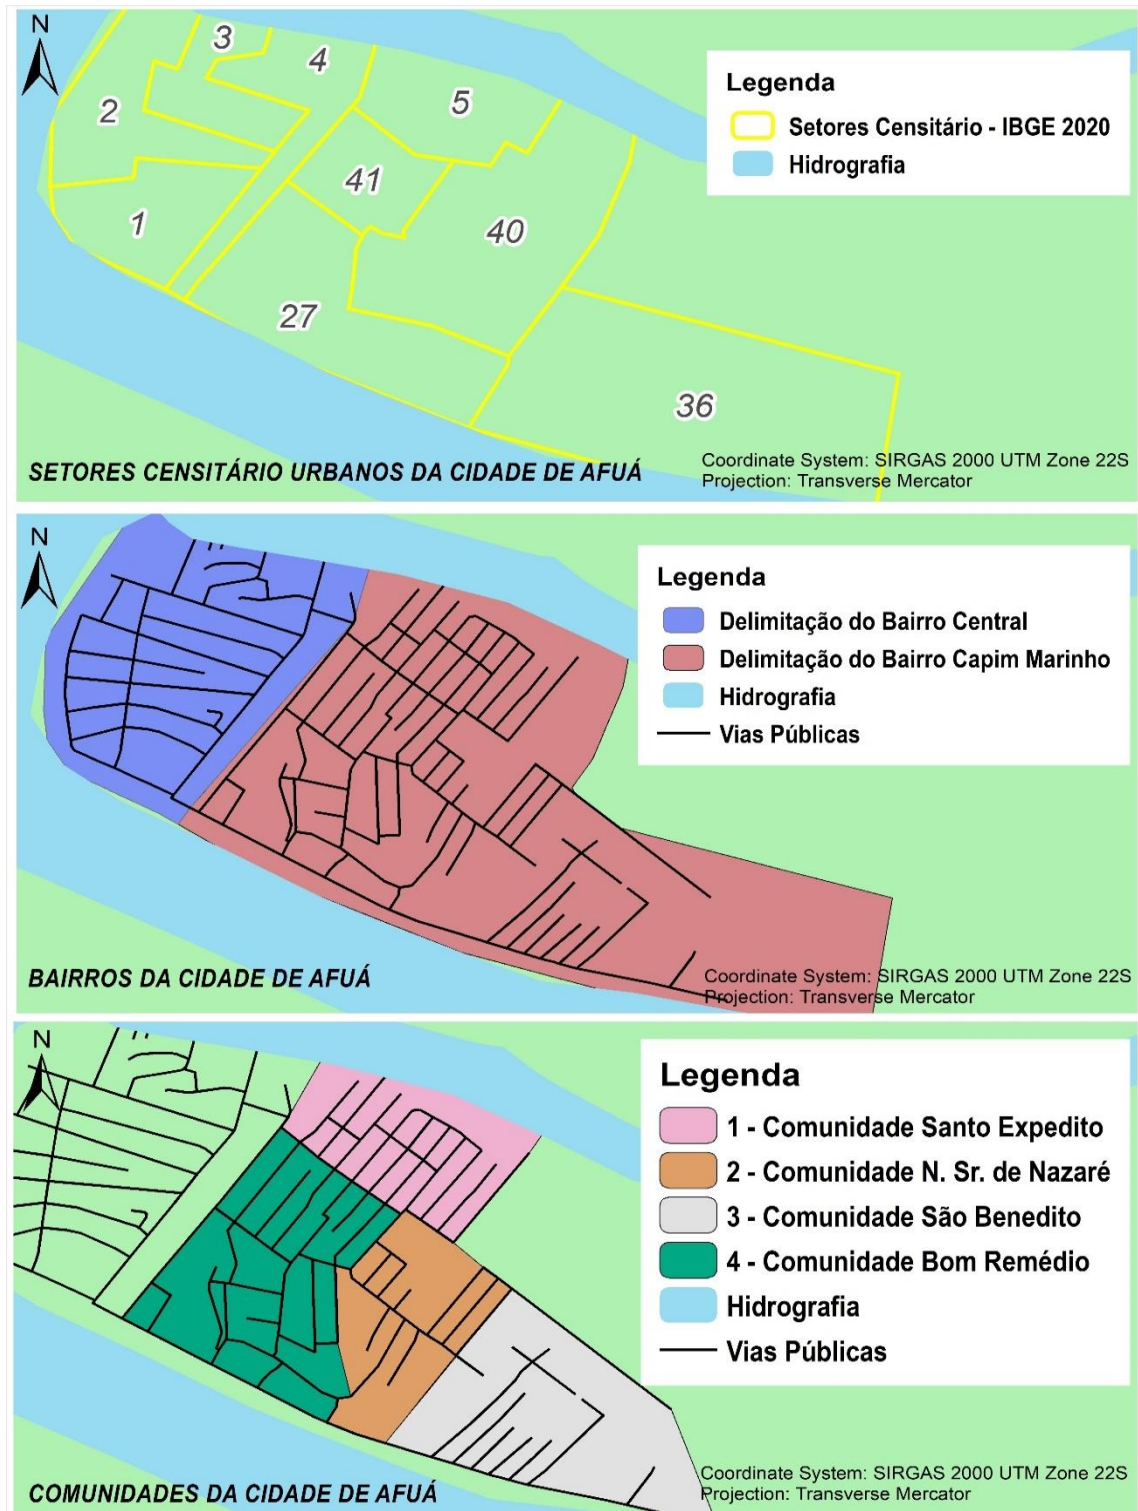 N
3
4
2
5
41
1
40
27
36
Legenda
Setores Censitário - IBGE 2020
Hidrografia
SETORES CENSITÁRIO URBANOS DA CIDADE DE AFUÁ
Coordinate System: SIRGAS 2000 UTM Zone 22S
Projection: Transverse Mercator
N
Legenda
Delimitação do Bairro Central
Delimitação do Bairro Capim Marinho
Hidrografia
Vias Públicas
BAIRROS DA CIDADE DE AFUÁ
Coordinate System: SIRGAS 2000 UTM Zone 22S
Projection: Transverse Mercator
N
Legenda
1 - Comunidade Santo Expedito
2 - Comunidade N. Sr. de Nazaré
3 - Comunidade São Benedito
4 - Comunidade Bom Remédio
Hidrografia
Vias Públicas
COMUNIDADES DA CIDADE DE AFUÁ
Coordinate System: SIRGAS 2000 UTM Zone 22S
Projection: Transverse Mercator